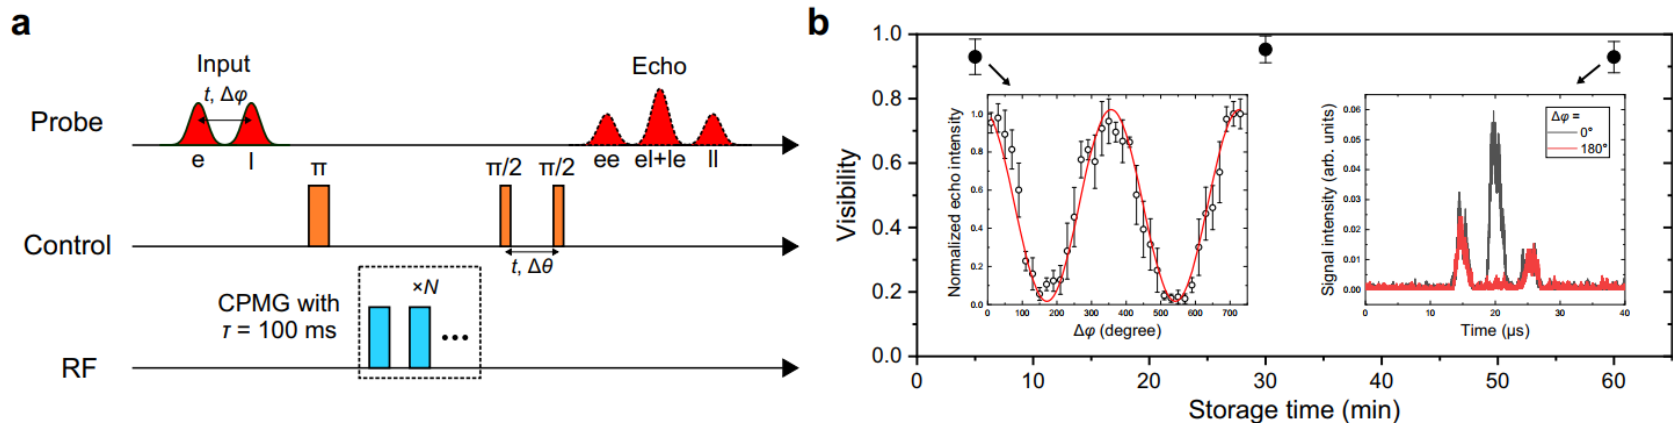 a
Input
t, Δφ
Echo
Probe
e
l
ee
el+le
ll
π
π/2
π/2
Control
t, Δθ
×N
CPMG with
τ = 100 ms
•••
RF
b
Visibility
1.0
0.8
0.6
0.4
0.2
0.0
0
10
20
30
40
50
60
Storage time (min)
Normalized echo intensity
1.0
0.8
0.6
0.4
0.2
0.0
0
100
200
300
400
500
600
700
Δφ (degree)
Signal intensity (arb. units)
0.06
0.05
0.04
0.03
0.02
0.01
0.00
0
10
20
30
40
Time (μs)
Δφ =
0°
180°